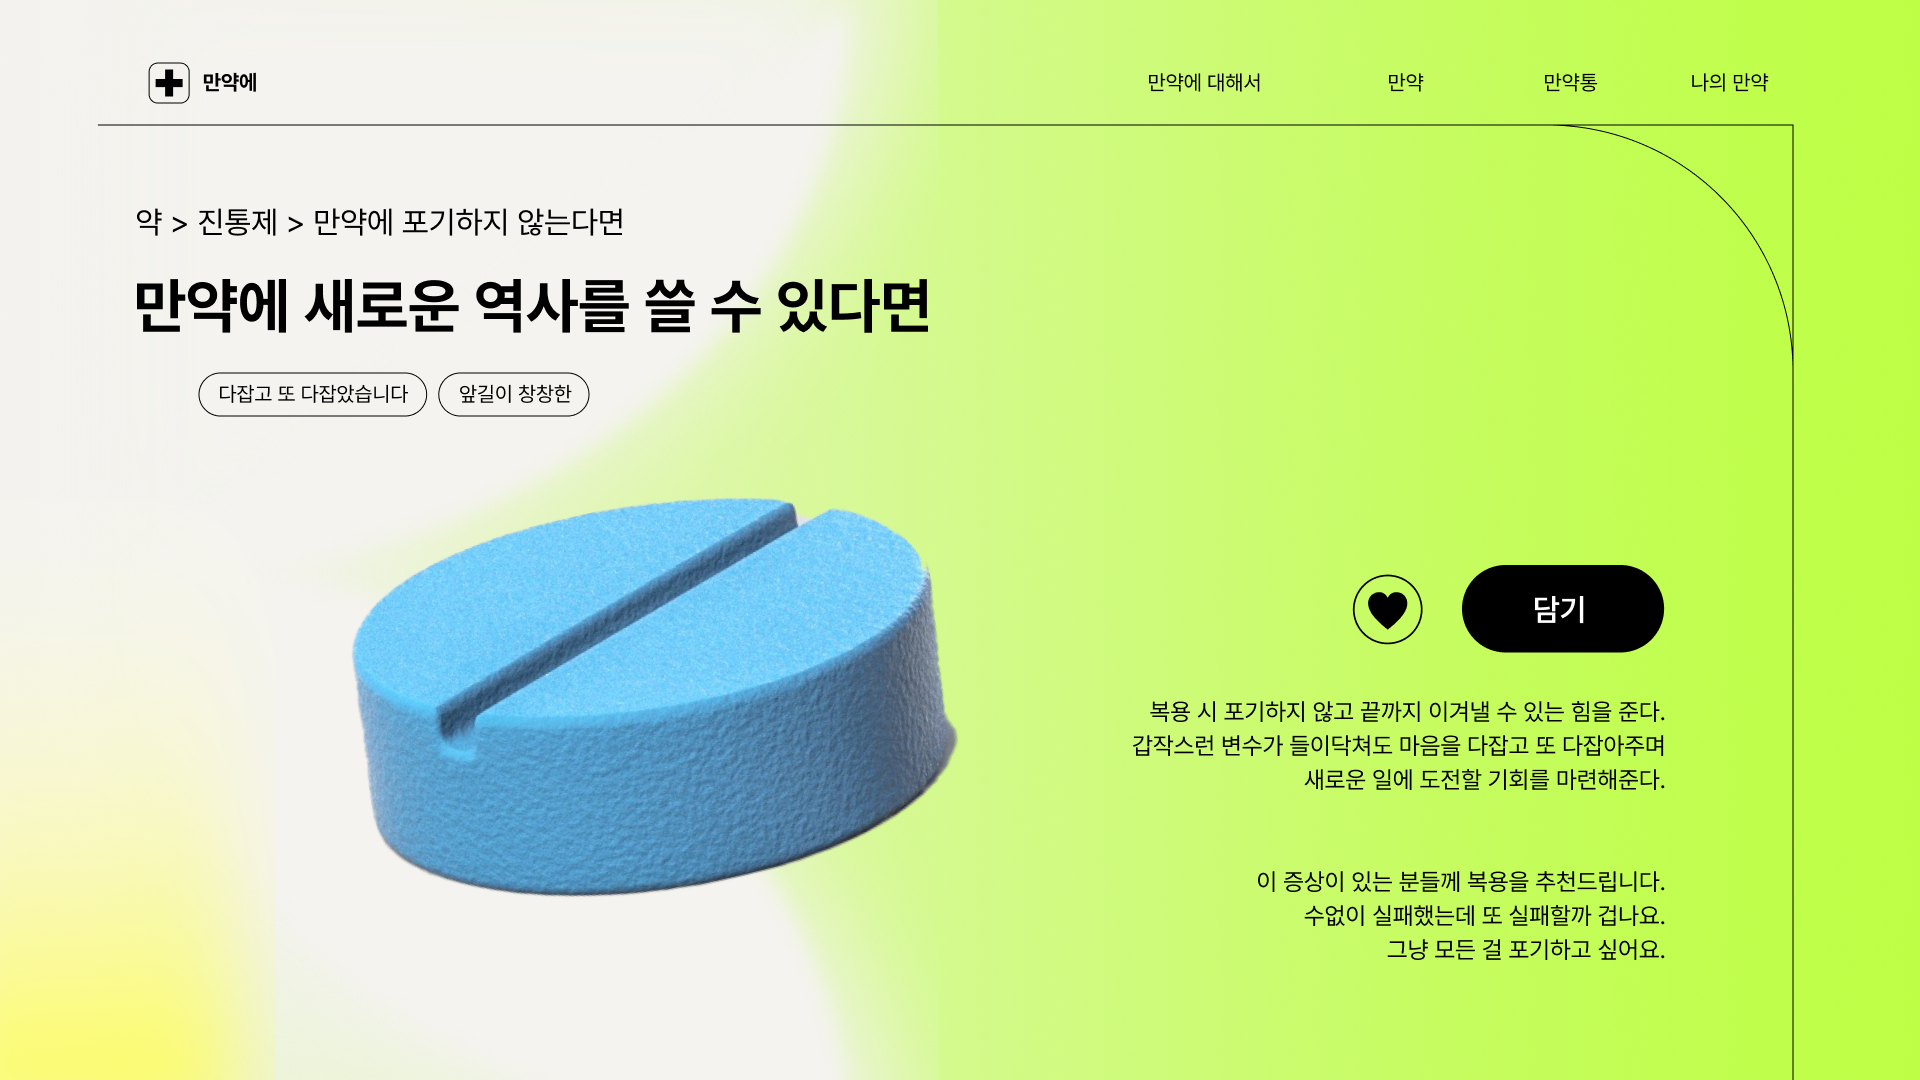 만약에
만약에 대해서
만약
만약통
나의 만약
약 > 진통제 > 만약에 포기하지 않는다면
만약에 새로운 역사를 쓸 수 있다면
다잡고 또 다잡았습니다
앞길이 창창한
담기
복용 시 포기하지 않고 끝까지 이겨낼 수 있는 힘을 준다.
갑작스런 변수가 들이닥쳐도 마음을 다잡고 또 다잡아주며
새로운 일에 도전할 기회를 마련해준다.
이 증상이 있는 분들께 복용을 추천드립니다.
수없이 실패했는데 또 실패할까 겁나요.
그냥 모든 걸 포기하고 싶어요.